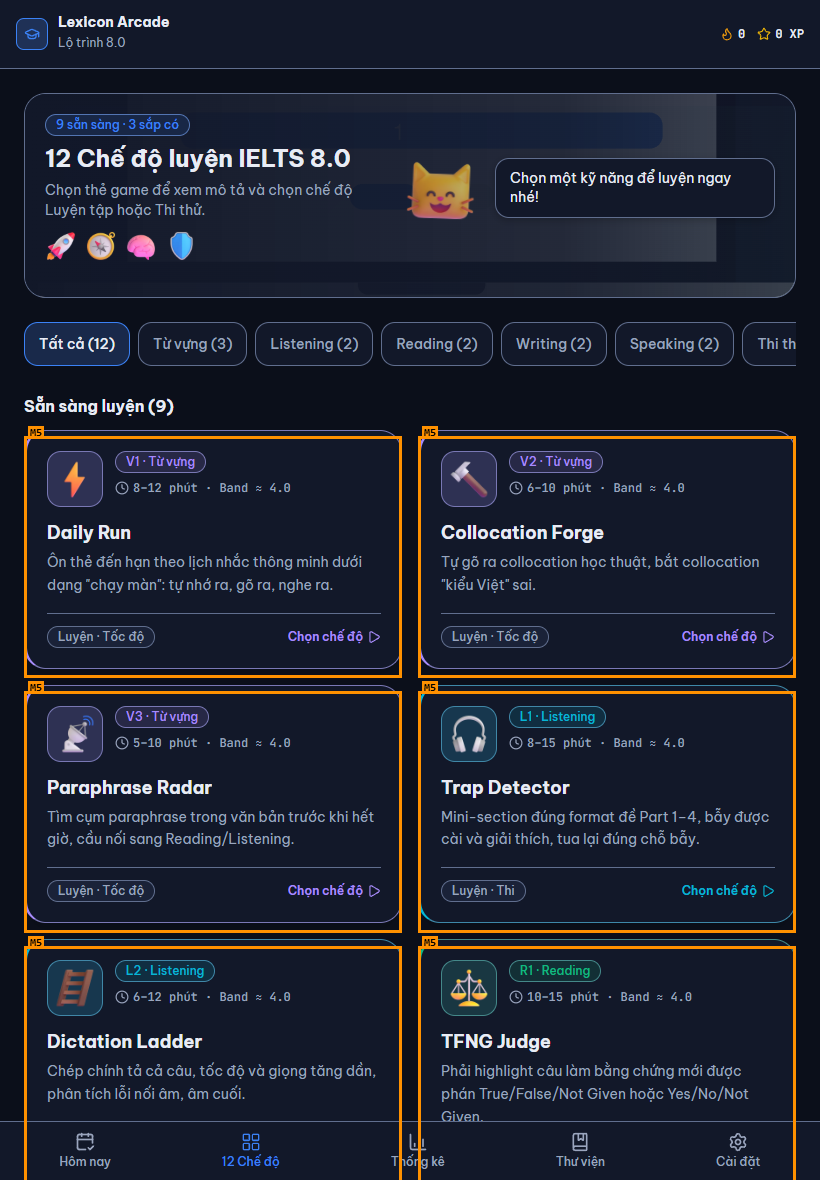 Lexicon Arcade
Lộ trình 8.0
0
0 XP
9 sẵn sàng · 3 sắp có
12 Chế độ luyện IELTS 8.0
Chọn thẻ game để xem mô tả và chọn chế độ
Luyện tập hoặc Thi thử.
Chọn một kỹ năng để luyện ngay
nhé!
Tất cả (12)
Từ vựng (3)
Listening (2)
Reading (2)
Writing (2)
Speaking (2)
Thi th
Sẵn sàng luyện (9)
M5
V1 · Từ vựng
8–12 phút · Band ≈ 4.0
Daily Run
Ôn thẻ đến hạn theo lịch nhắc thông minh dưới
dạng "chạy màn": tự nhớ ra, gõ ra, nghe ra.
Luyện · Tốc độ
Chọn chế độ
M5
V2 · Từ vựng
6–10 phút · Band ≈ 4.0
Collocation Forge
Tự gõ ra collocation học thuật, bắt collocation
"kiểu Việt" sai.
Luyện · Tốc độ
Chọn chế độ
M5
V3 · Từ vựng
5–10 phút · Band ≈ 4.0
Paraphrase Radar
Tìm cụm paraphrase trong văn bản trước khi hết
giờ, cầu nối sang Reading/Listening.
Luyện · Tốc độ
Chọn chế độ
M5
L1 · Listening
8–15 phút · Band ≈ 4.0
Trap Detector
Mini-section đúng format đề Part 1–4, bẫy được
cài và giải thích, tua lại đúng chỗ bẫy.
Luyện · Thi
Chọn chế độ
M5
L2 · Listening
6–12 phút · Band ≈ 4.0
Dictation Ladder
Chép chính tả cả câu, tốc độ và giọng tăng dần,
phân tích lỗi nối âm, âm cuối.
M5
R1 · Reading
10–15 phút · Band ≈ 4.0
TFNG Judge
Phải highlight câu làm bằng chứng mới được
phán True/False/Not Given hoặc Yes/No/Not
Given.
Hôm nay
12 Chế độ
Thống kê
Thư viện
Cài đặt